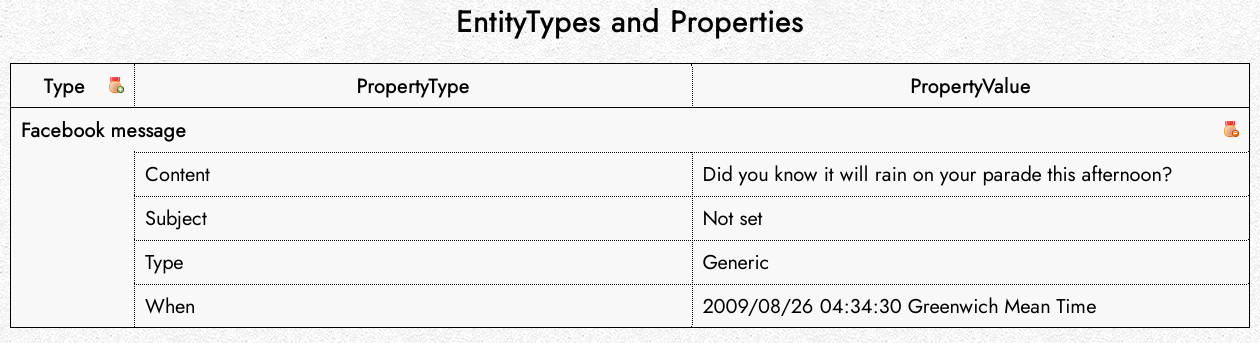 EntityTypes and Properties
Type PropertyType PropertyValue
Facebook message
Content Did you know it will rain on your parade this afternoon?
Subject Not set
Type Generic
When 2009/08/26 04:34:30 Greenwich Mean Time